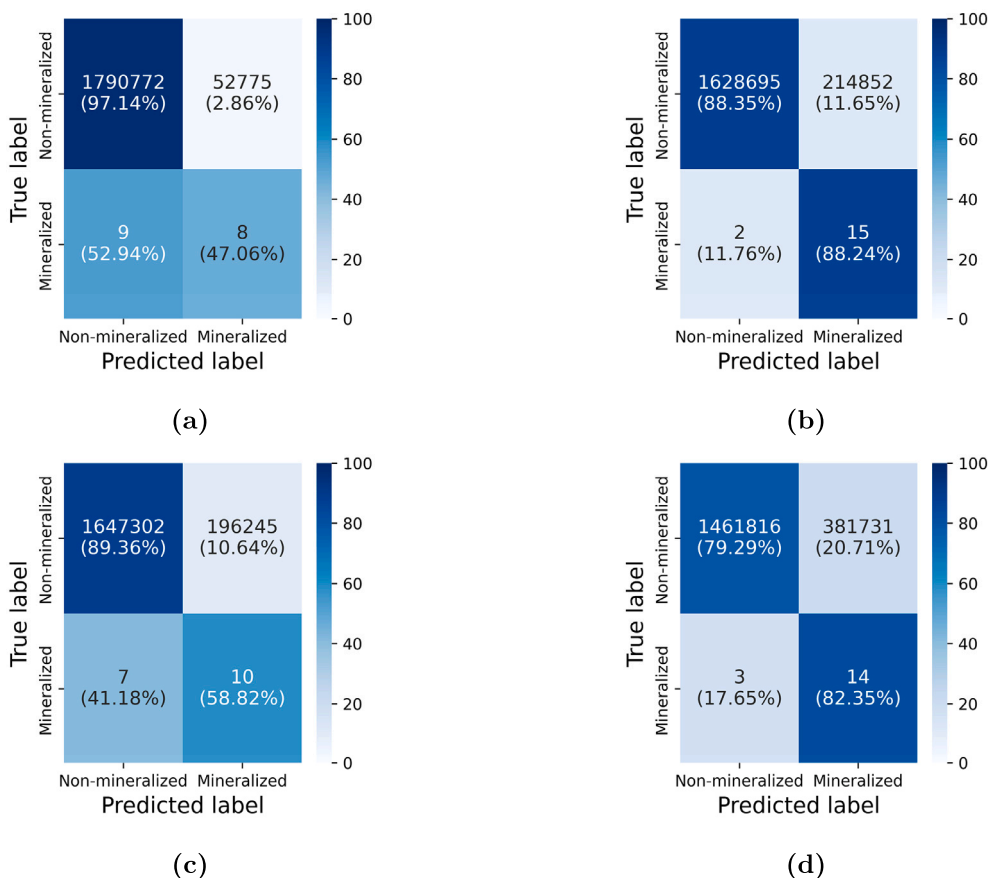 True label
Non-mineralized
Mineralized
1790772
(97.14%)
52775
(2.86%)
9
(52.94%)
8
(47.06%)
100
80
60
40
20
0
Non-mineralized
Mineralized
Predicted label
(a)
True label
Non-mineralized
Mineralized
1628695
(88.35%)
214852
(11.65%)
2
(11.76%)
15
(88.24%)
100
80
60
40
20
0
Non-mineralized
Mineralized
Predicted label
(b)
True label
Non-mineralized
Mineralized
1647302
(89.36%)
196245
(10.64%)
7
(41.18%)
10
(58.82%)
100
80
60
40
20
0
Non-mineralized
Mineralized
Predicted label
(c)
True label
Non-mineralized
Mineralized
1461816
(79.29%)
381731
(20.71%)
3
(17.65%)
14
(82.35%)
100
80
60
40
20
0
Non-mineralized
Mineralized
Predicted label
(d)